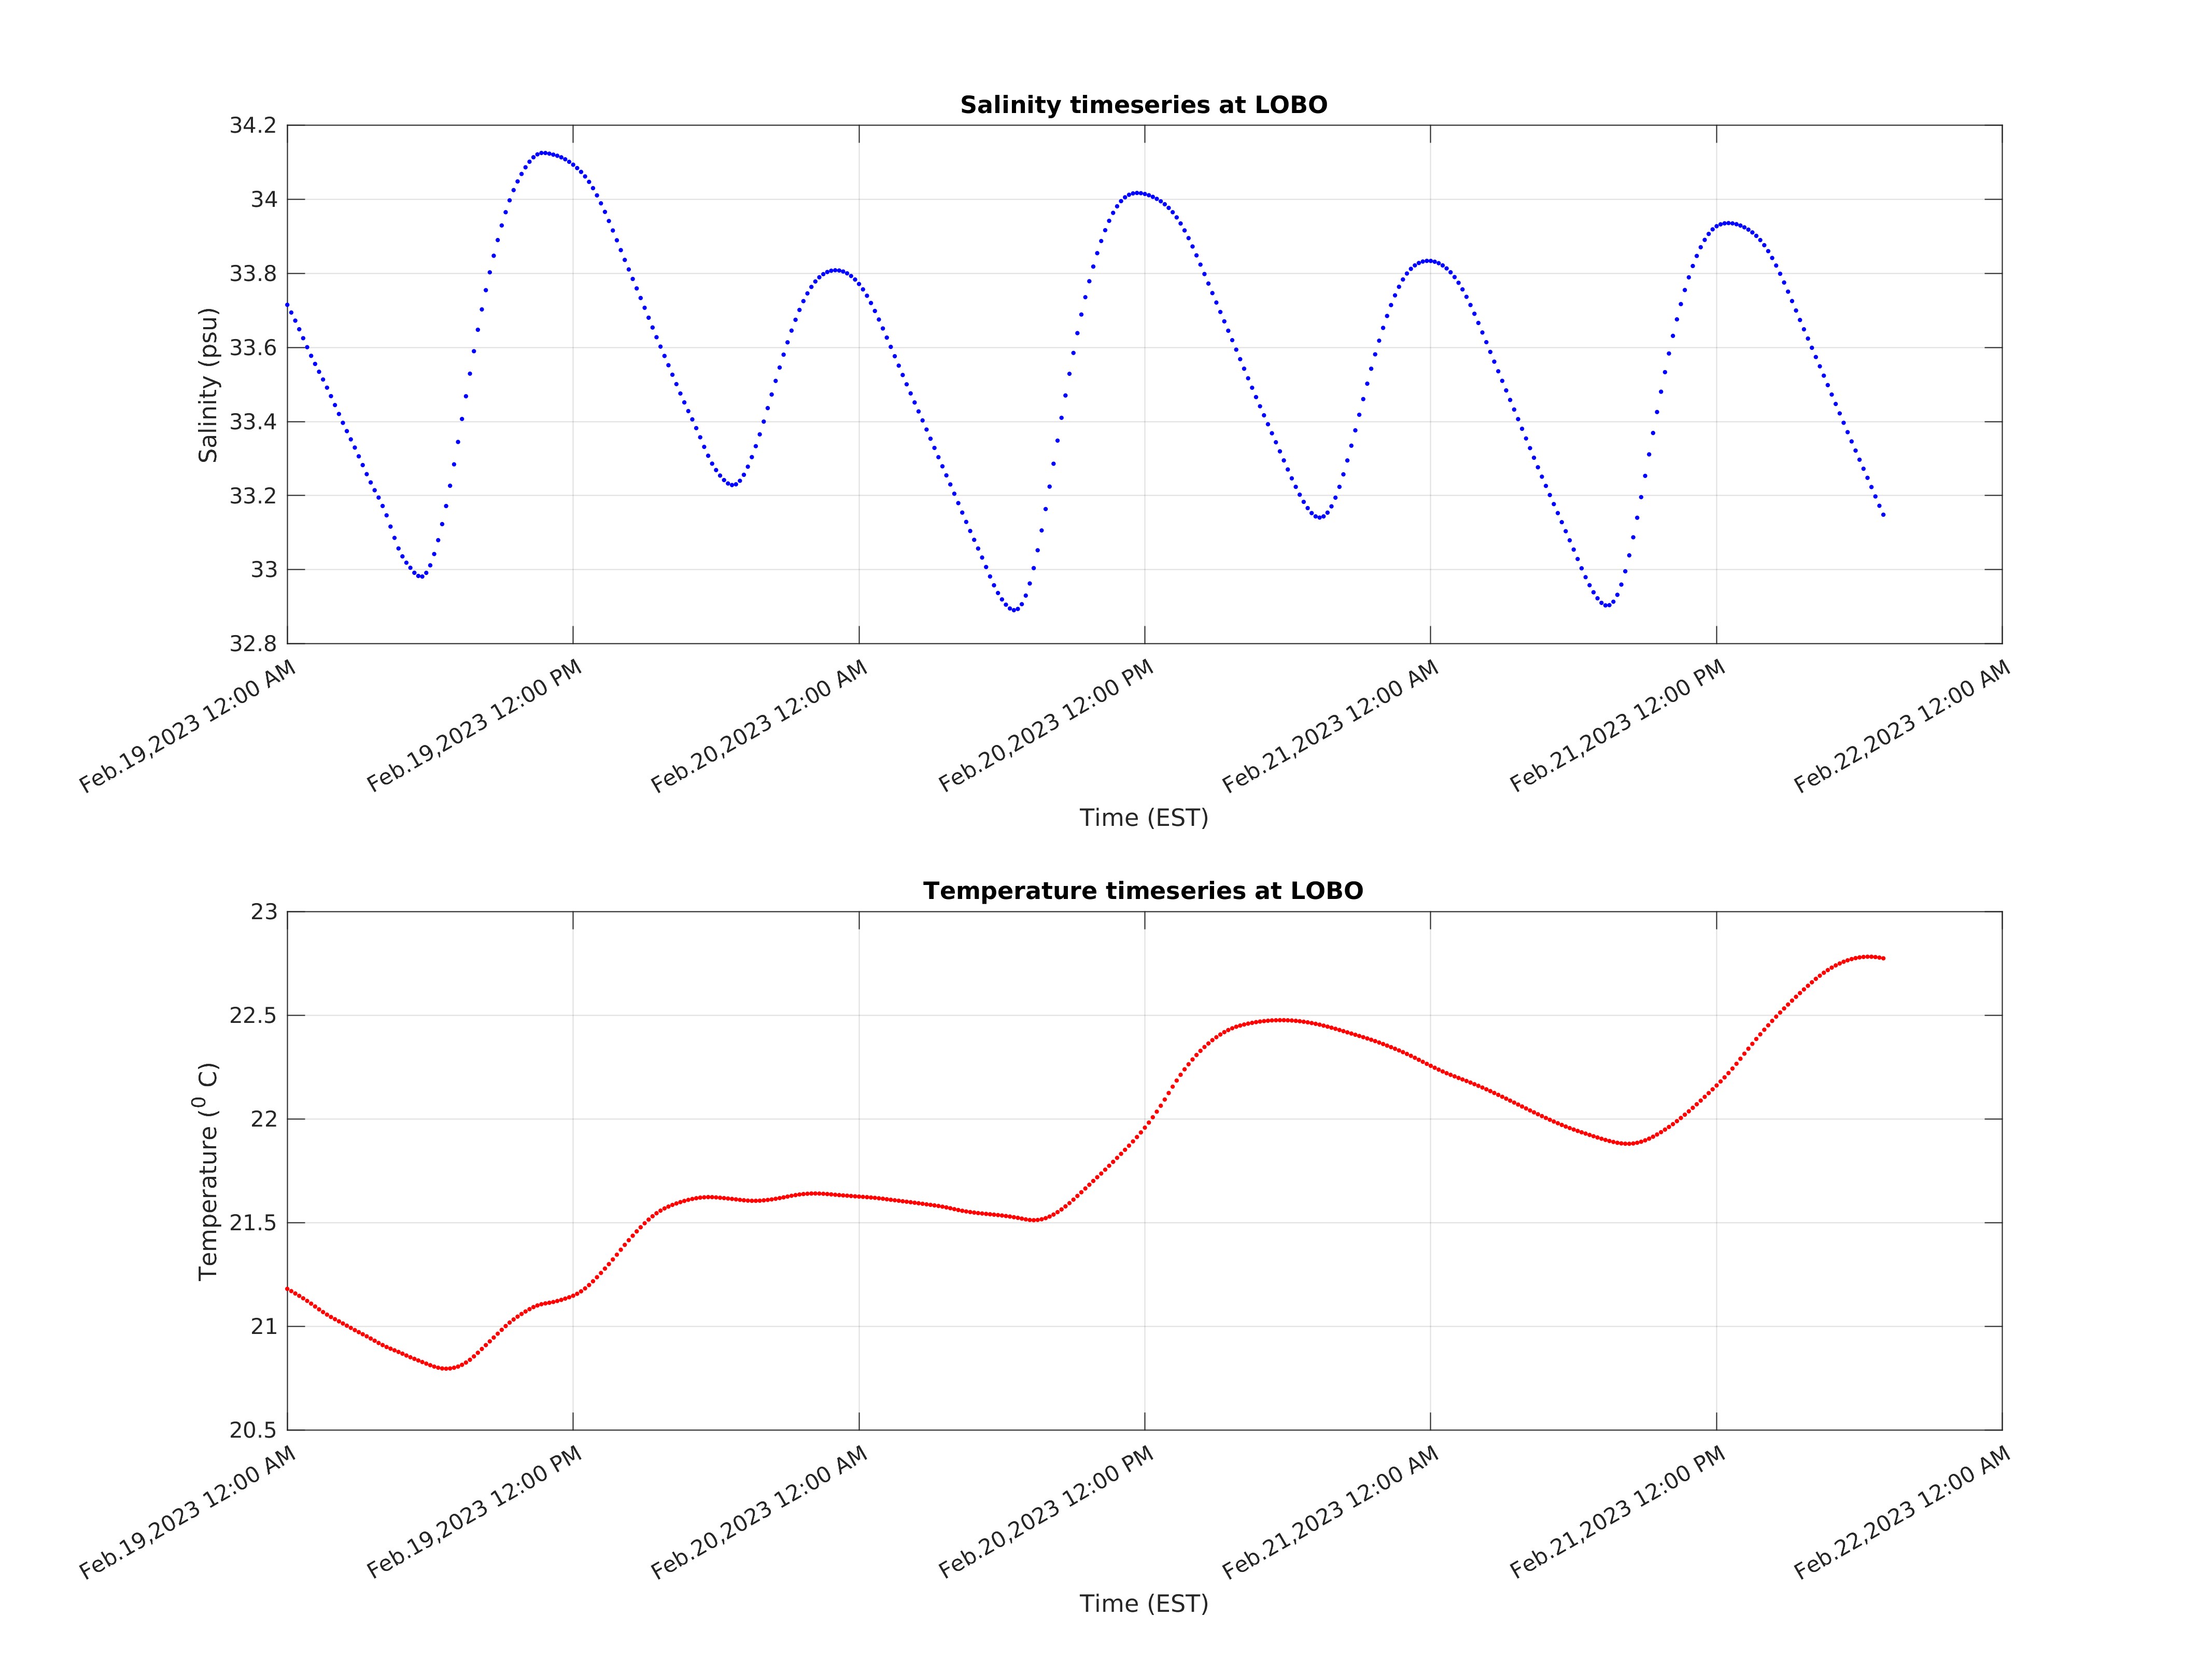 Salinity timeseries at LOBO
34.2
34
33.8
33.6
33.4
33.2
33
32.8
Salinity (psu)
Feb.19,2023 12:00 AM
Feb.19,2023 12:00 PM
Feb.20,2023 12:00 AM
Feb.20,2023 12:00 PM
Feb.21,2023 12:00 AM
Feb.21,2023 12:00 PM
Feb.22,2023 12:00 AM
Time (EST)
Temperature timeseries at LOBO
23
22.5
22
21.5
21
20.5
Temperature (⁰ C)
Feb.19,2023 12:00 AM
Feb.19,2023 12:00 PM
Feb.20,2023 12:00 AM
Feb.20,2023 12:00 PM
Feb.21,2023 12:00 AM
Feb.21,2023 12:00 PM
Feb.22,2023 12:00 AM
Time (EST)